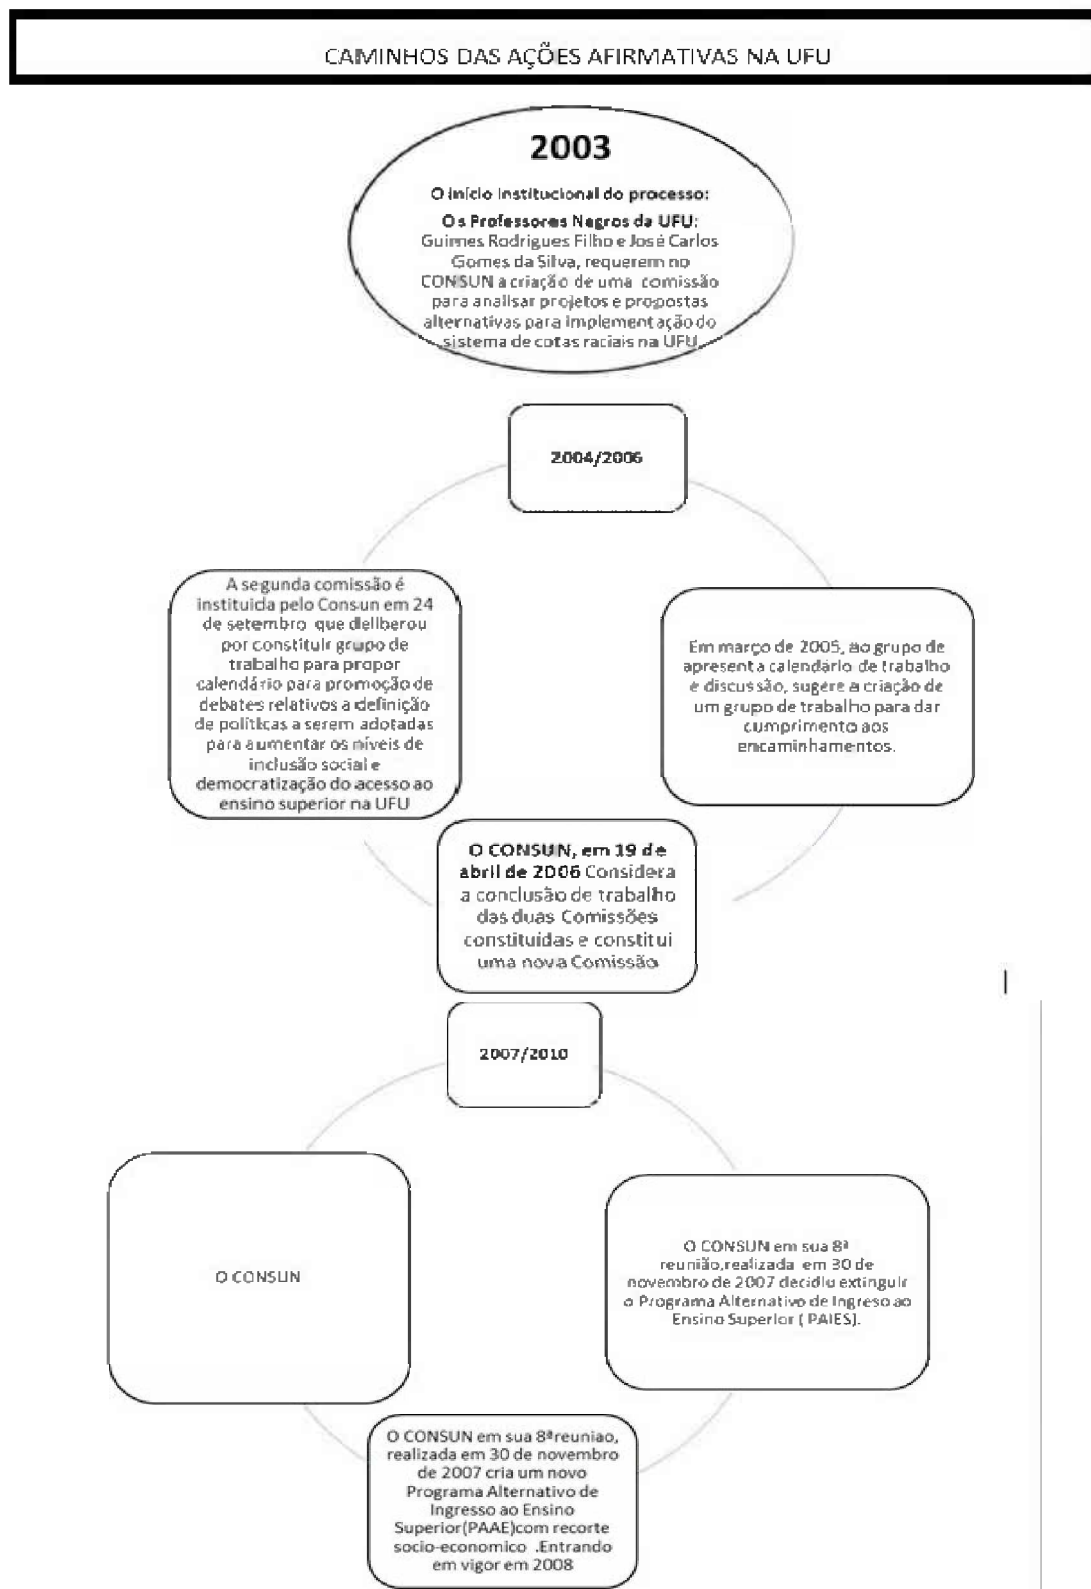 CAMINHOS DAS AÇÕES AFIRMATIVAS NA UFU
2003
O início institucional do processo:
Os Professores Negros da UFU:
Guimes Rodrigues Filho e José Carlos
Gomes da Silva, requerem no
CONSUN a criação de uma comissão
para analisar projetos e propostas
alternativas para implementação do
sistema de cotas raciais na UFU
2004/2006
A segunda comissão é
instituída pelo Consun em 24
de setembro que deliberou
por constituir grupo de
trabalho para propor
calendário para promoção de
debates relativos a definição
de políticas a serem adotadas
para aumentar os níveis de
inclusão social e
democratização do acesso ao
ensino superior na UFU
Em março de 2005, ao grupo de
apresenta calendário de trabalho
e discussão, sugere a criação de
um grupo de trabalho para dar
cumprimento aos
encaminhamentos.
O CONSUN, em 19 de
abril de 2006 Considera
a conclusão de trabalho
das duas Comissões
constituidas e constitui
uma nova Comissão
2007/2010
O CONSUN
O CONSUN em sua 8ª
reunião,realizada em 30 de
novembro de 2007 decidiu extinguir
o Programa Alternativo de Ingreso ao
Ensino Superior ( PAIES).
O CONSUN em sua 8ªreuniao,
realizada em 30 de novembro
de 2007 cria um novo
Programa Alternativo de
Ingresso ao Ensino
Superior(PAAE)com recorte
socio-economico .Entrando
em vigor em 2008